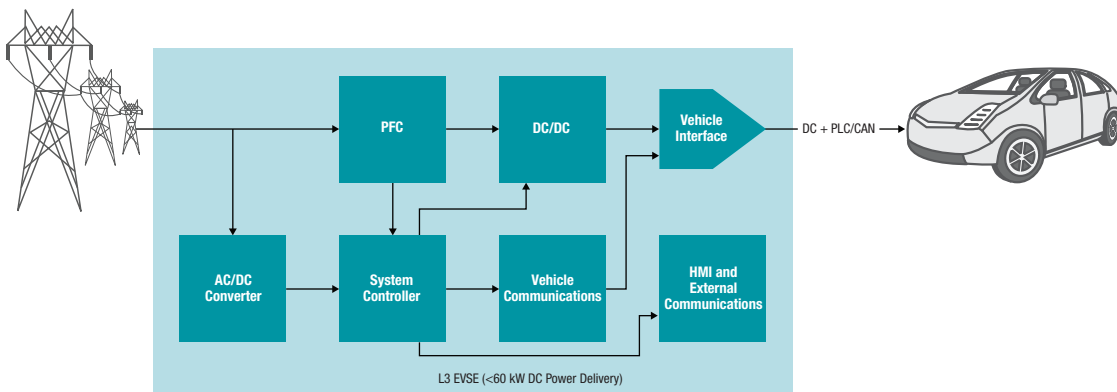 PFC
DC/DC
Vehicle
Interface
DC + PLC/CAN
AC/DC
Converter
System
Controller
Vehicle
Communications
HMI and
External
Communications
L3 EVSE (<60 kW DC Power Delivery)